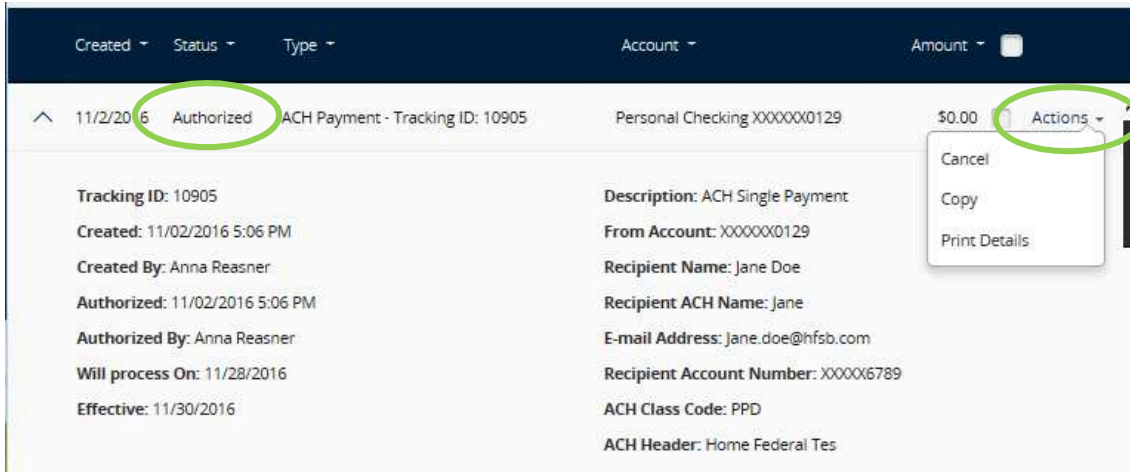 Created Status Type Account Amount
11/2/2016 Authorized ACH Payment - Tracking ID: 10905 Personal Checking XXXXXX0129 $0.00 Actions
Cancel
Copy
Print Details
Tracking ID: 10905
Created: 11/02/2016 5:06 PM
Created By: Anna Reasner
Authorized: 11/02/2016 5:06 PM
Authorized By: Anna Reasner
Will process On: 11/28/2016
Effective: 11/30/2016
Description: ACH Single Payment
From Account: XXXXXX0129
Recipient Name: Jane Doe
Recipient ACH Name: Jane
E-mail Address: Jane.doe@hfsb.com
Recipient Account Number: XXXXX6789
ACH Class Code: PPD
ACH Header: Home Federal Tes